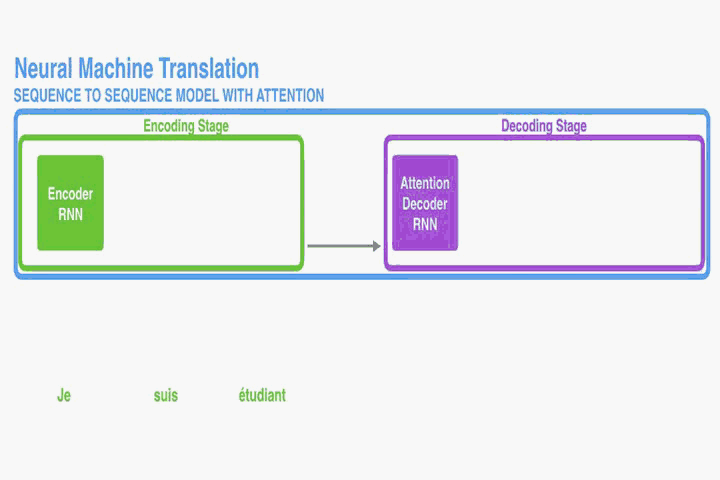 Neural Machine Translation
SEQUENCE TO SEQUENCE MODEL WITH ATTENTION
Encoding Stage
Decoding Stage
Encoder
RNN
Attention
Decoder
RNN
Je suis étudiant